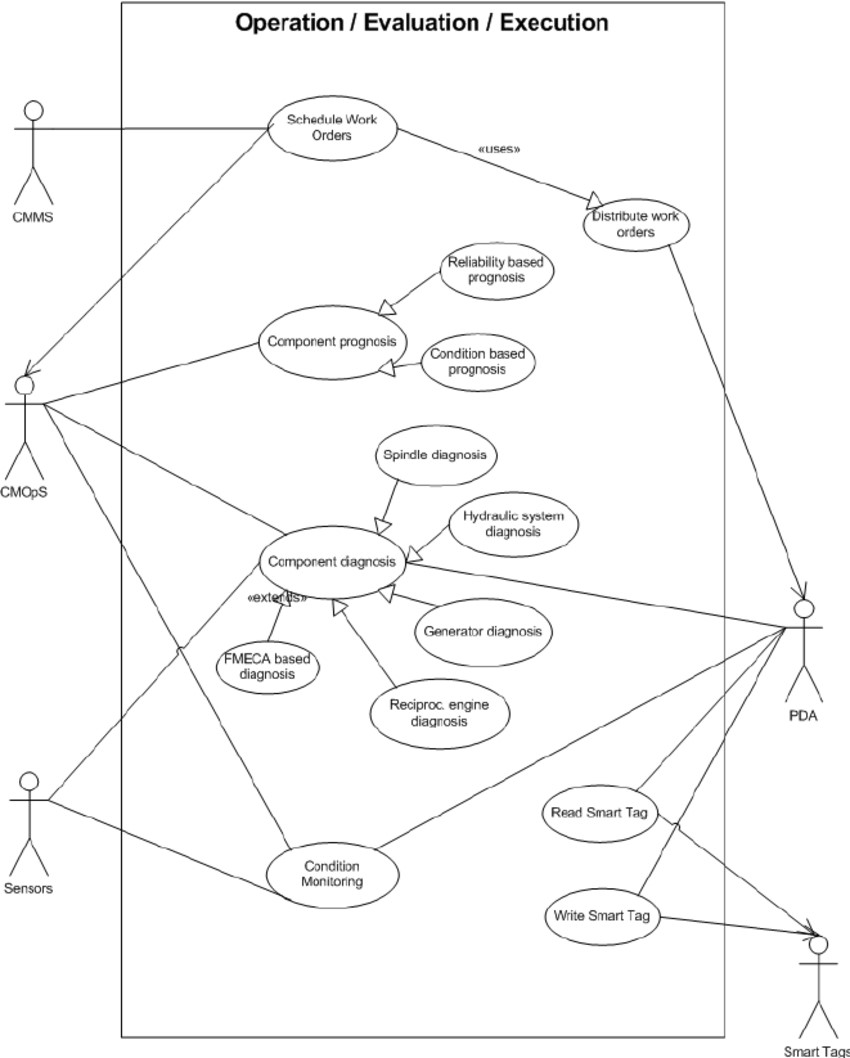 Operation / Evaluation / Execution
Schedule Work
Orders
«uses»
CMMS
Distribute work
orders
Reliability based
prognosis
Component prognosis
Condition based
prognosis
CMOpS
Spindle diagnosis
Hydraulic system
diagnosis
Component diagnosis
«extends»
Generator diagnosis
FMECA based
diagnosis
Reciproc. engine
diagnosis
PDA
Read Smart Tag
Sensors
Condition
Monitoring
Write Smart Tag
Smart Tags